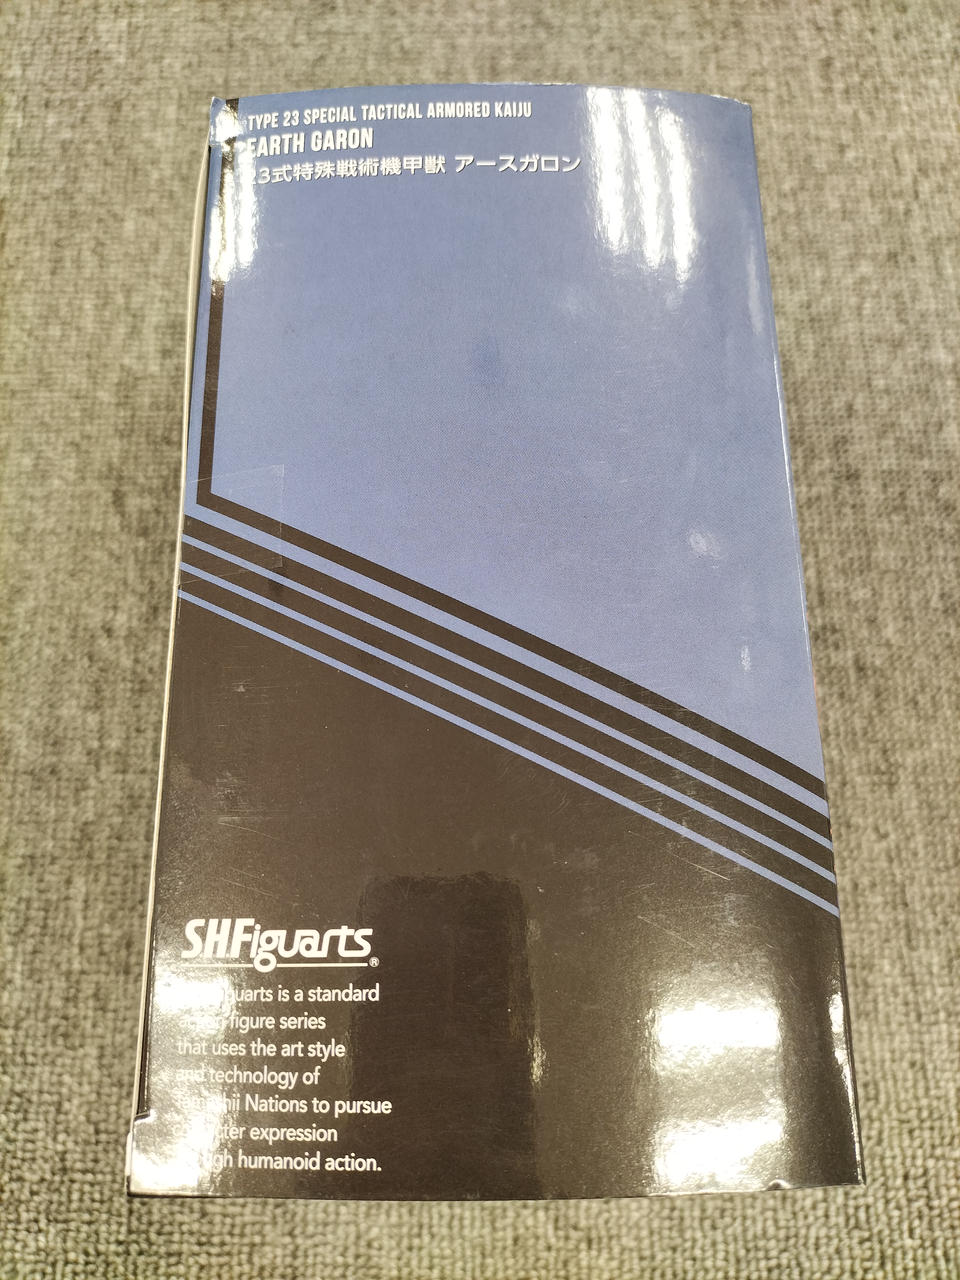 TYPE 23 SPECIAL TACTICAL ARMORED KAIJU
EARTH GARON
23式特殊戦術機甲獣 アースガロン
SHFiguarts®
is a standard
figure series
that uses the art style
and technology of
Nations to pursue
expression
humanoid action.